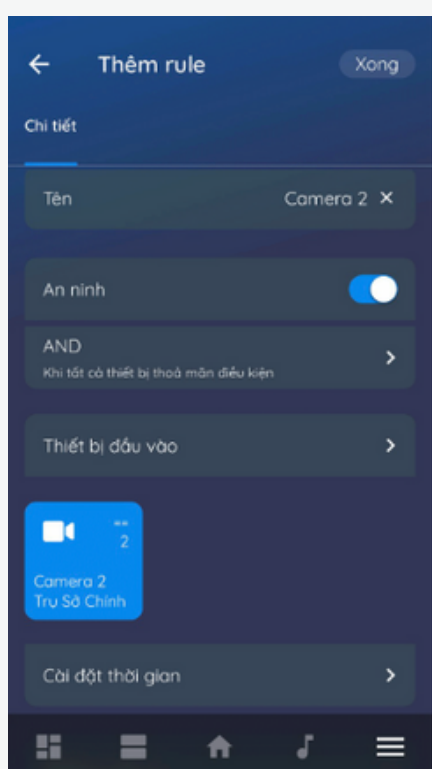 Thêm rule
Xong
Chi tiết
Tên
Camera 2 ×
An ninh
AND
Khi tất cả thiết bị thoả mãn điều kiện
Thiết bị đầu vào
--
2
Camera 2
Trụ Sở Chính
Cài đặt thời gian